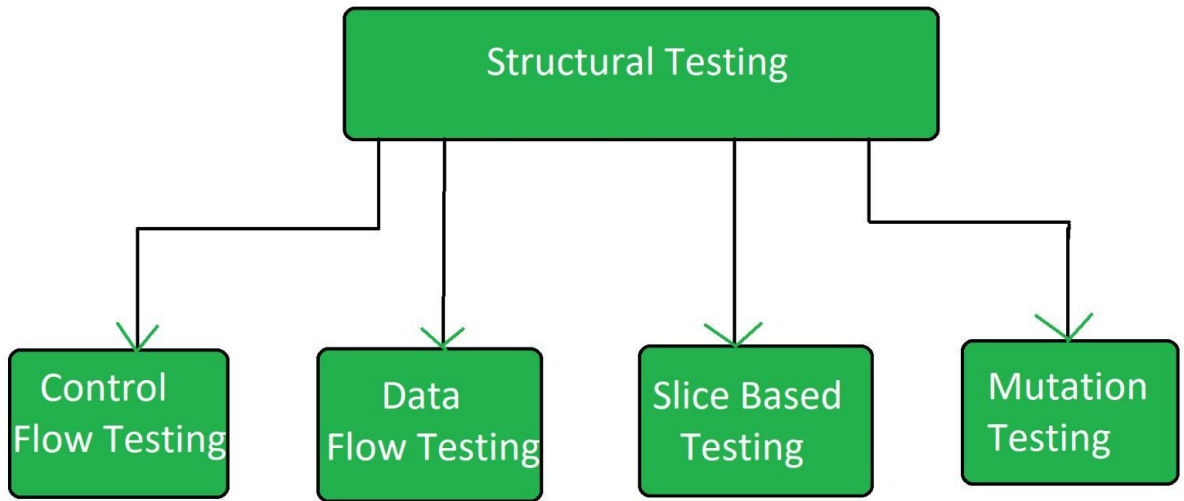 Structural Testing
Control
Flow Testing
Data
Flow Testing
Slice Based
Testing
Mutation
Testing